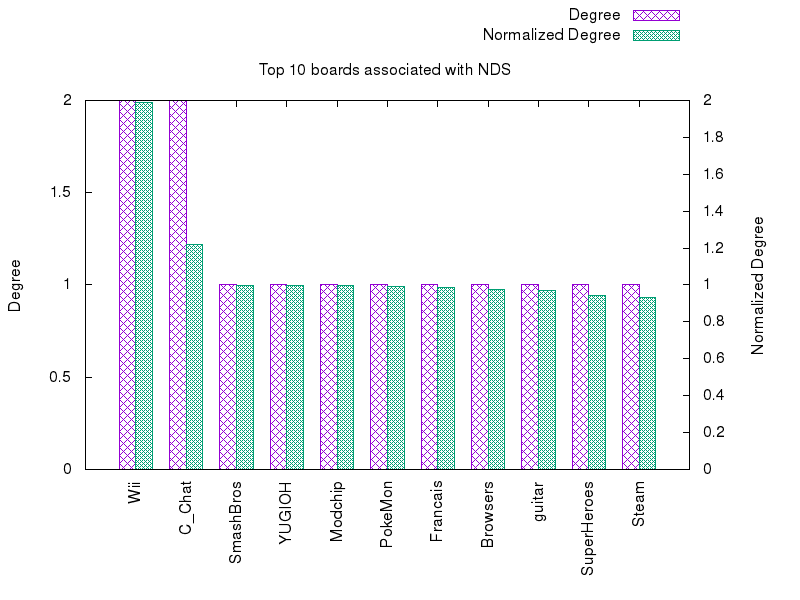 Degree
Normalized Degree
Top 10 boards associated with NDS
2
1.5
1
0.5
0
2
1.8
1.6
1.4
1.2
1
0.8
0.6
0.4
0.2
0
Degree
Normalized Degree
Wii
C_Chat
SmashBros
YUGIOH
Modchip
PokeMon
Francais
Browsers
guitar
SuperHeroes
Steam